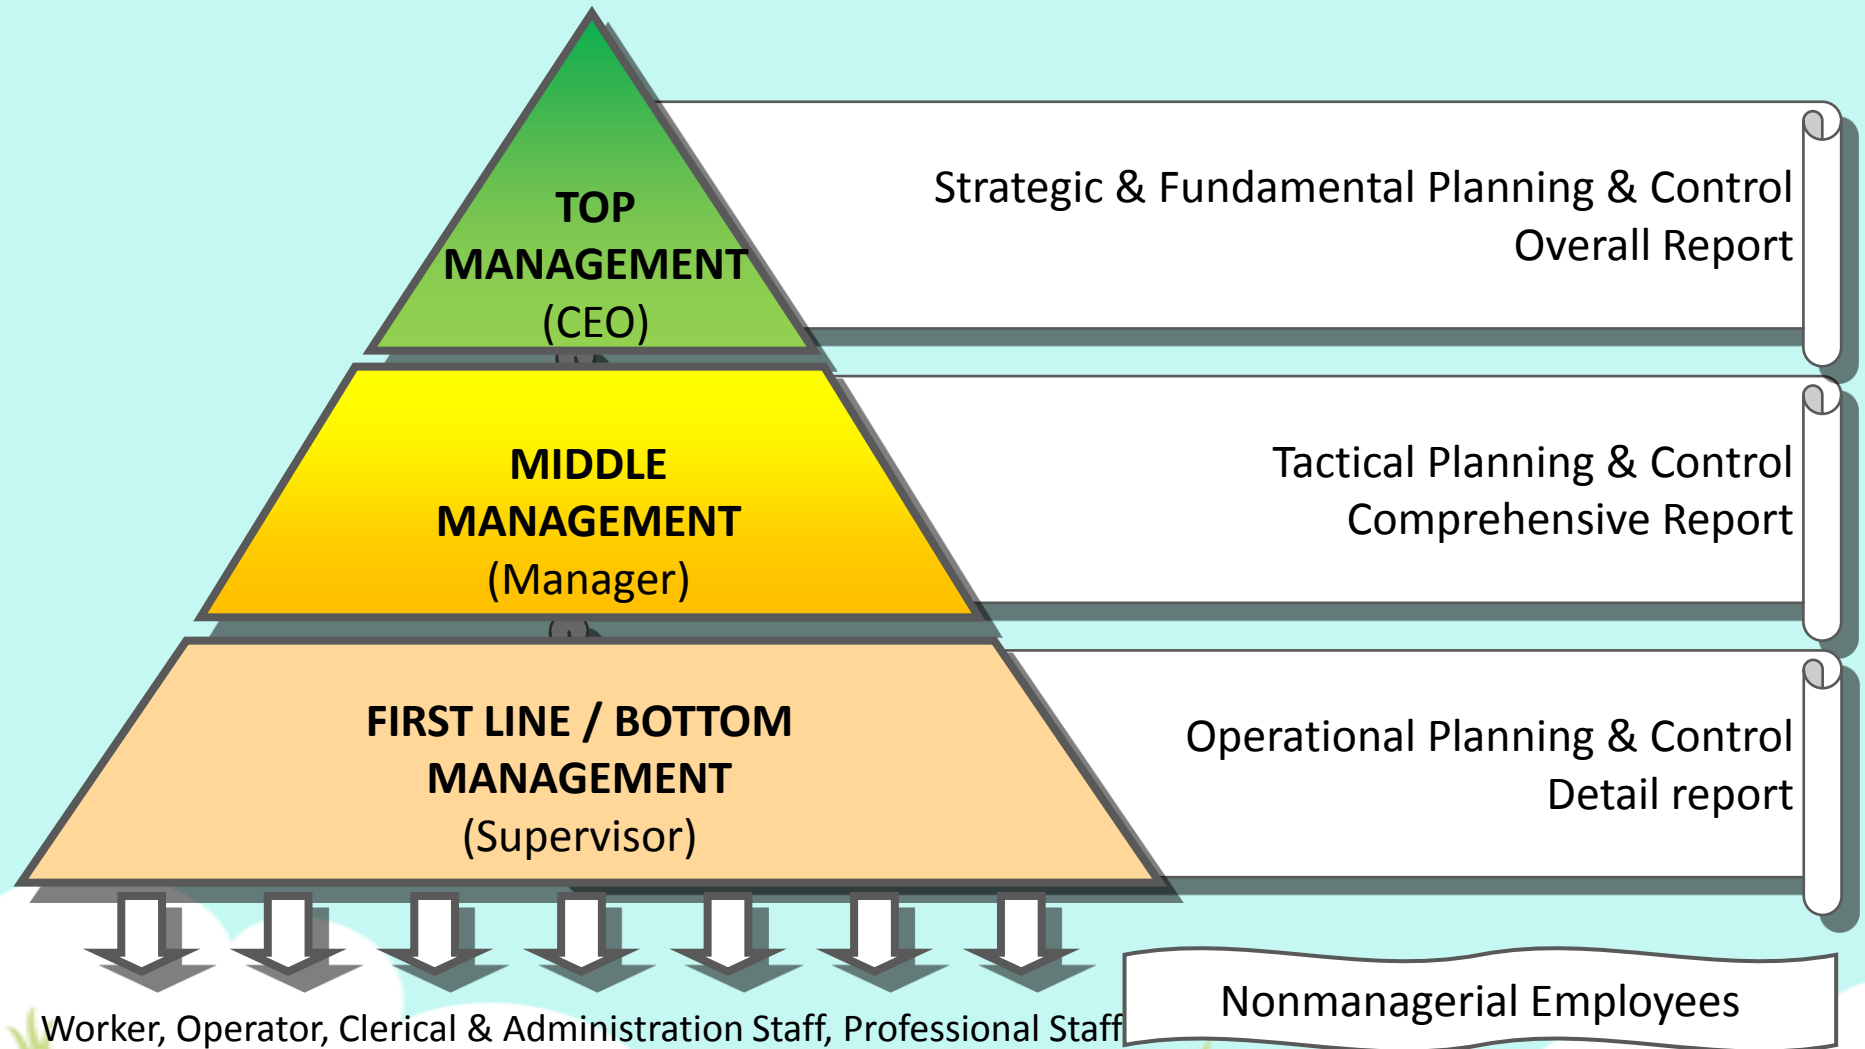 TOP
MANAGEMENT
(CEO)
Strategic & Fundamental Planning & Control
Overall Report
MIDDLE
MANAGEMENT
(Manager)
Tactical Planning & Control
Comprehensive Report
FIRST LINE / BOTTOM
MANAGEMENT
(Supervisor)
Operational Planning & Control
Detail report
Worker, Operator, Clerical & Administration Staff, Professional Staff
Nonmanagerial Employees